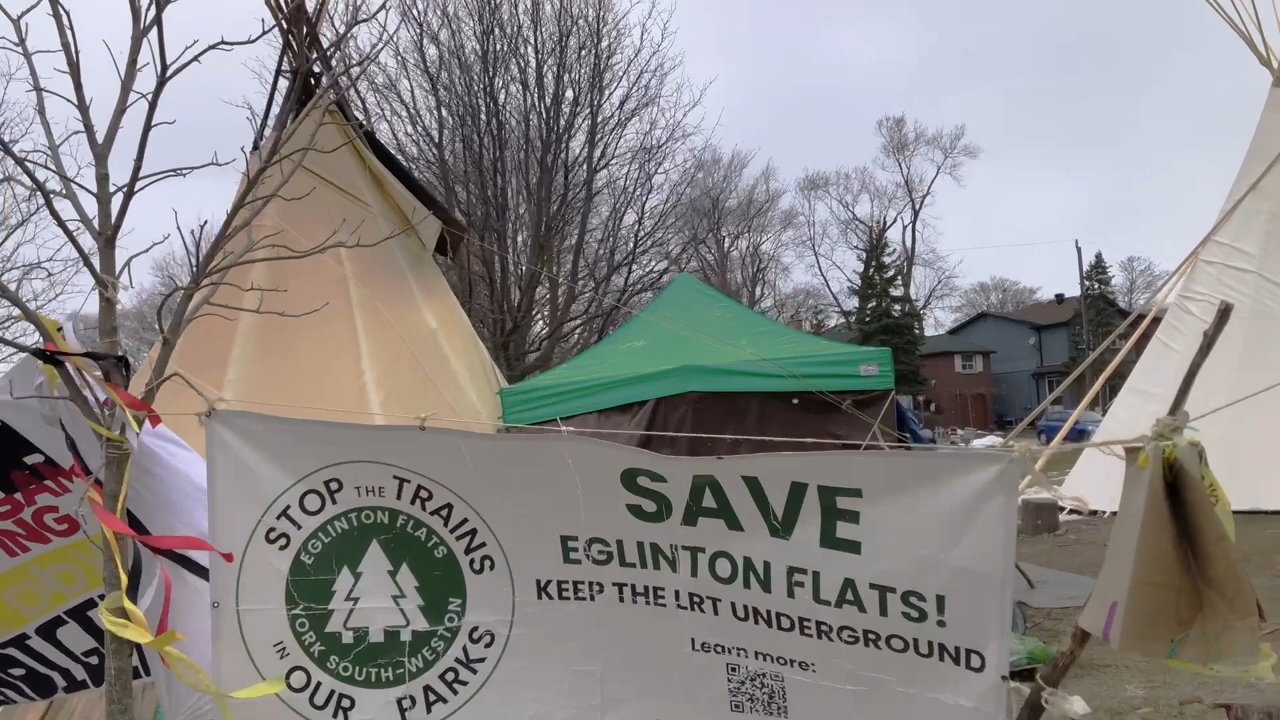 STOP THE TRAINS
IN OUR PARKS
EGLINTON FLATS
YORK SOUTH-WESTON
SAVE
EGLINTON FLATS!
KEEP THE LRT UNDERGROUND
Learn more: